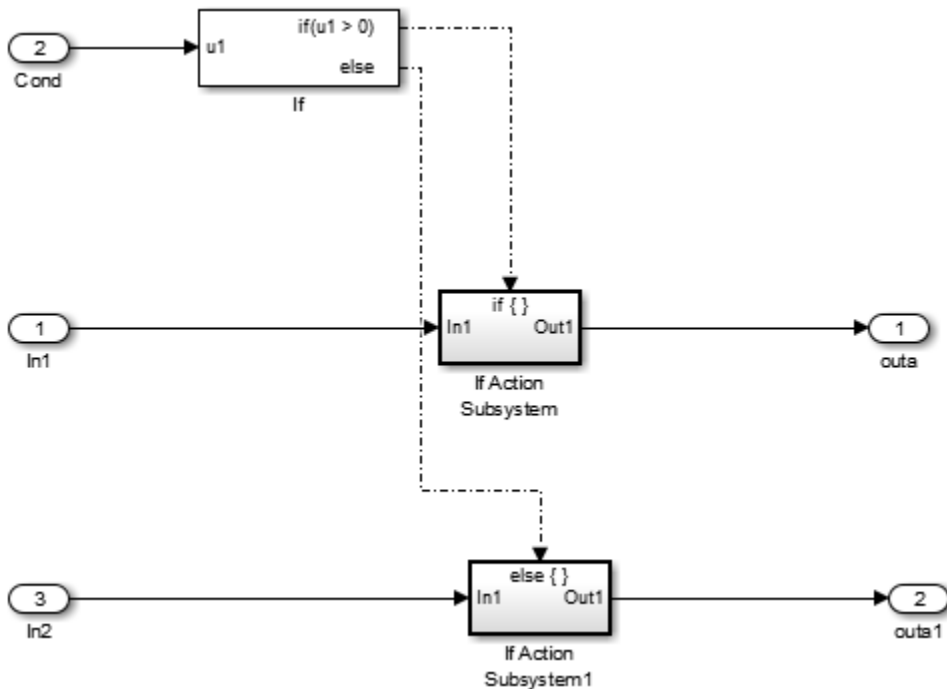 2
Cond
u1
if(u1 > 0)
else
If
1
In1
if { }
In1
Out1
If Action
Subsystem
1
outa
3
In2
else { }
In1
Out1
If Action
Subsystem1
2
outa1